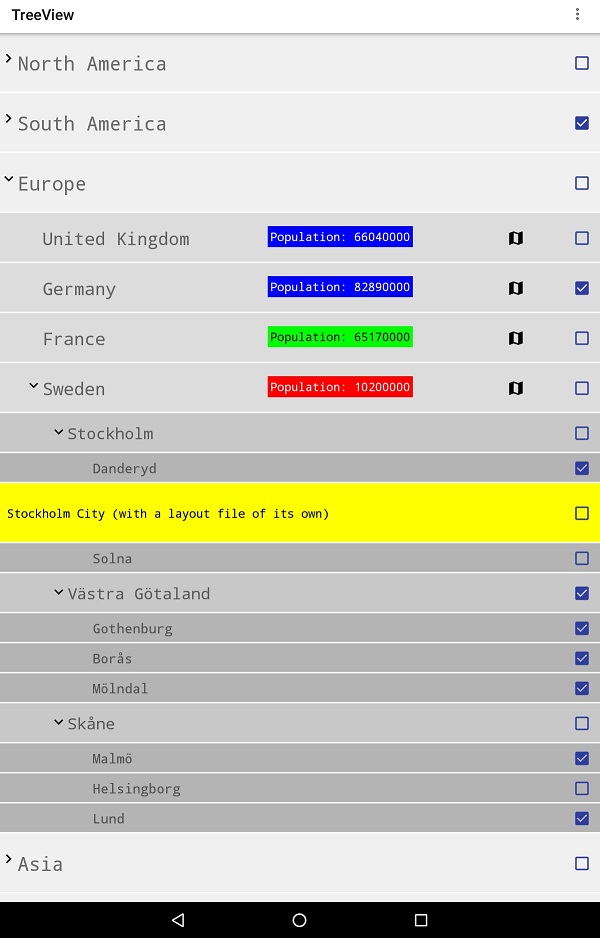 TreeView
North America
South America
Europe
United Kingdom Population: 66040000
Germany Population: 82890000
France Population: 65170000
Sweden Population: 10200000
Stockholm
Danderyd
Stockholm City (with a layout file of its own)
Solna
Västra Götaland
Gothenburg
Borås
Mölndal
Skåne
Malmö
Helsingborg
Lund
Asia